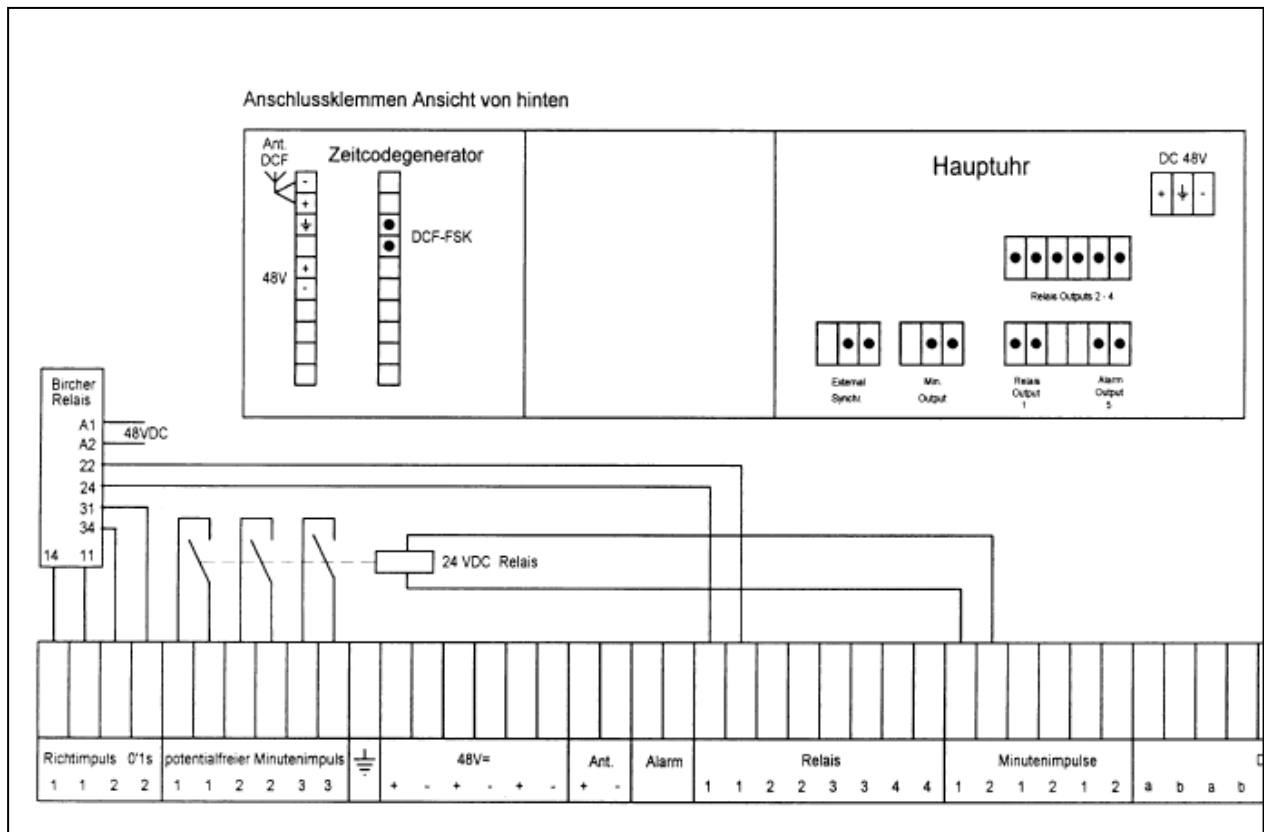 Anschlussklemmen Ansicht von hinten
Ant.
DCF
Zeitcodegenerator
-
+
DCF-FSK
48V
+
-
Hauptuhr
DC 48V
+ -
Relais Outputs 2 - 4
External
Synchr.
Min.
Output
Relais
Output
1
Alarm
Output
5
Bircher
Relais
A1
A2
48VDC
22
24
31
34
14 11
24 VDC Relais
Richtimpuls 0'1s
1 1 2 2
potentialfreier Minutenimpuls
1 1 2 2 3 3
48V=
+ - + - + -
Ant.
+ -
Alarm
Relais
1 1 2 2 3 3 4 4
Minutenimpulse
1 2 1 2 1 2
a b a b